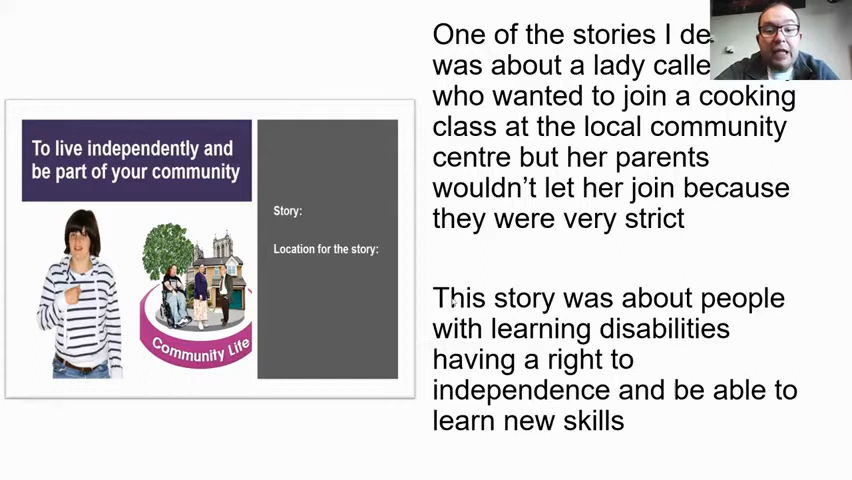 To live independently and
be part of your community
Story:
Location for the story:
Community Life
One of the stories I
was about a lady
who wanted to join a cooking
class at the local community
centre but her parents
wouldn’t let her join because
they were very strict
This story was about people
with learning disabilities
having a right to
independence and be able to
learn new skills